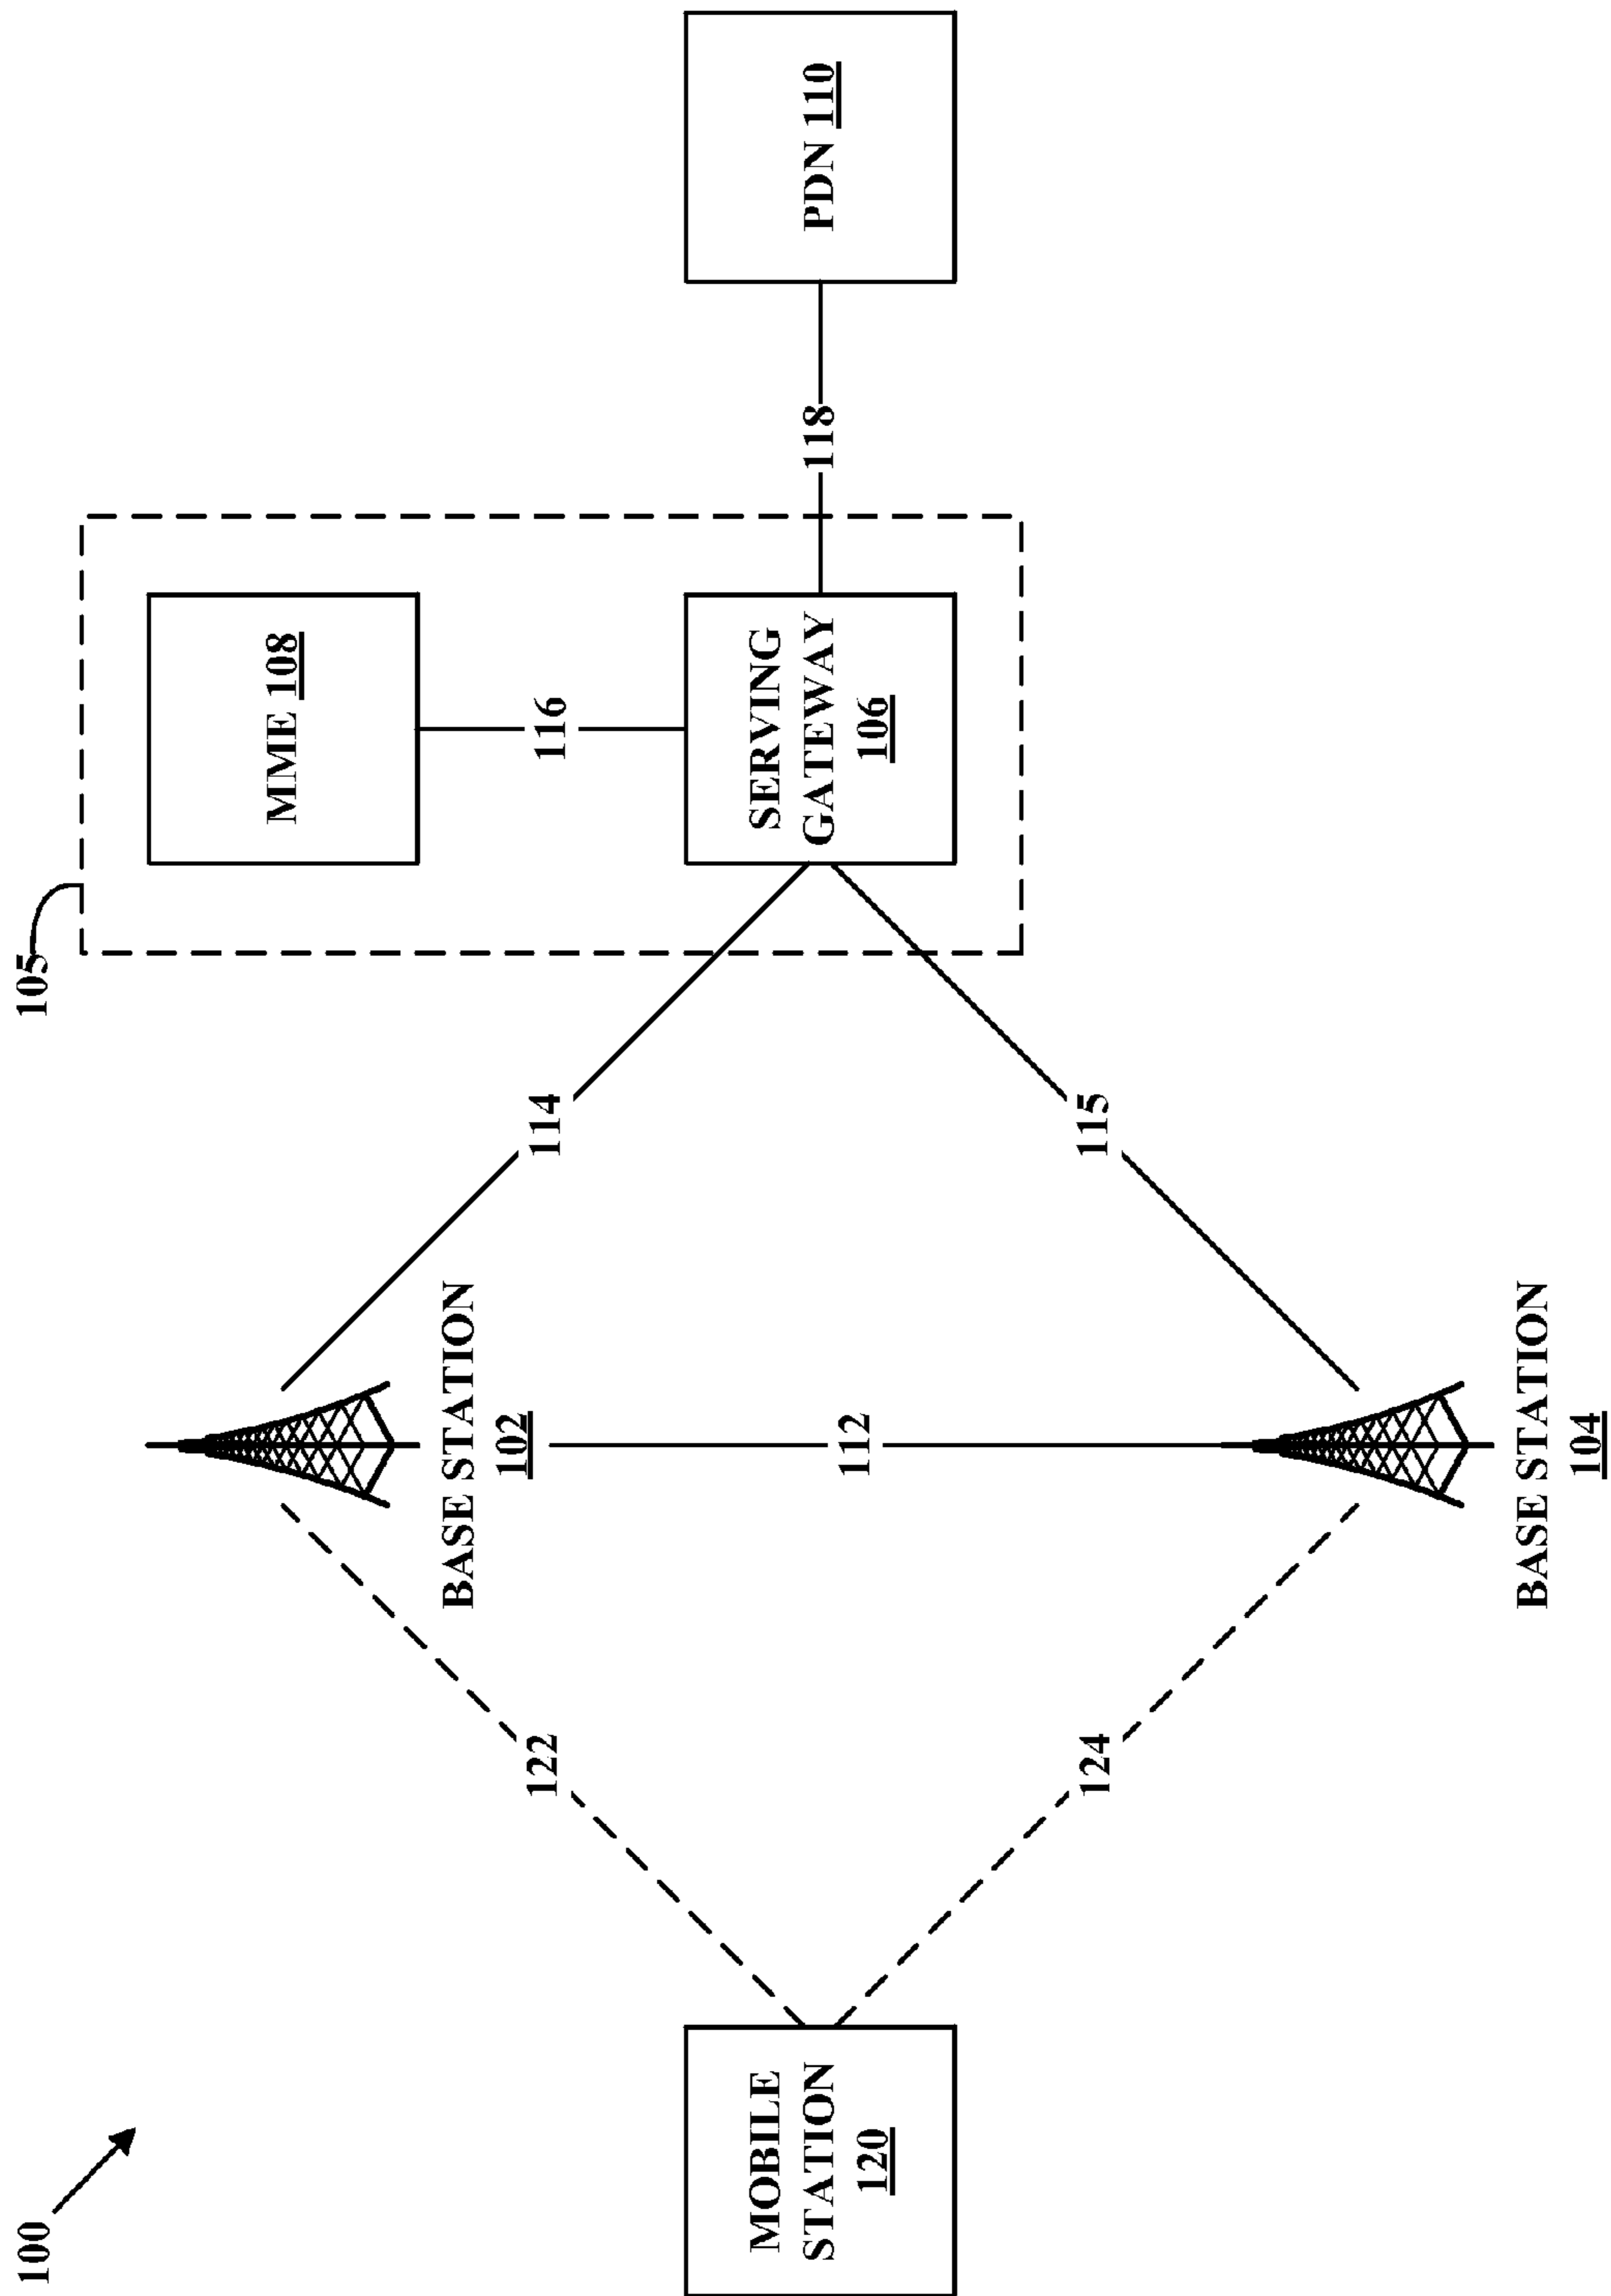 100
105
MME 108
BASE STATION
102
122
114
116
MOBILE
STATION
120
112
SERVING
GATEWAY
106
118
PDN 110
124
115
BASE STATION
104